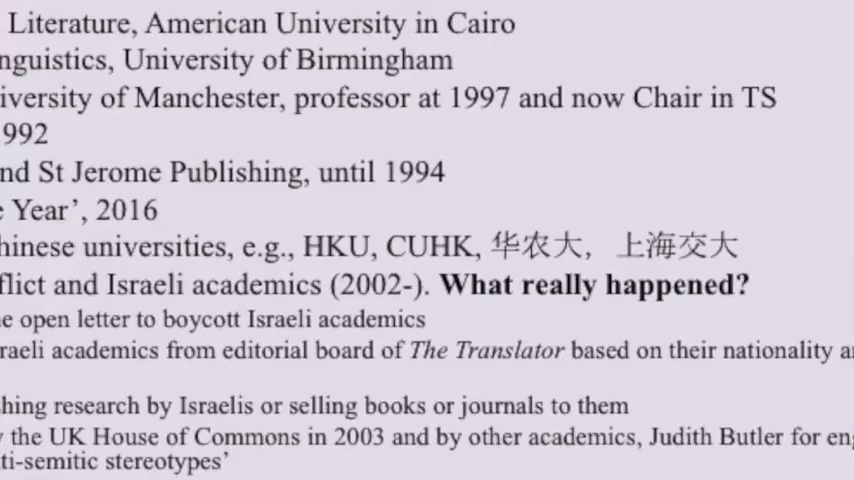 Literature, American University in Cairo
nguistics, University of Birmingham
iversity of Manchester, professor at 1997 and now Chair in TS
992
nd St Jerome Publishing, until 1994
e Year’, 2016
hinese universities, e.g., HKU, CUHK, 华农大， 上海交大
flict and Israeli academics (2002-). What really happened?
e open letter to boycott Israeli academics
raeli academics from editorial board of The Translator based on their nationality a
hing research by Israelis or selling books or journals to them
y the UK House of Commons in 2003 and by other academics, Judith Butler for eng
ti-semitic stereotypes’